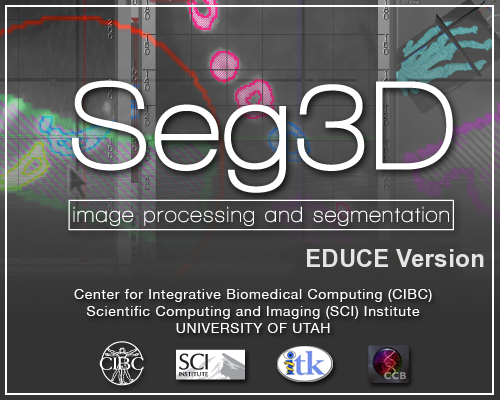 Seg3D
image processing and segmentation
EDUCE Version
Center for Integrative Biomedical Computing (CIBC)
Scientific Computing and Imaging (SCI) Institute
UNIVERSITY OF UTAH
CIBC
SCI
INSTITUTE
itk
CCB